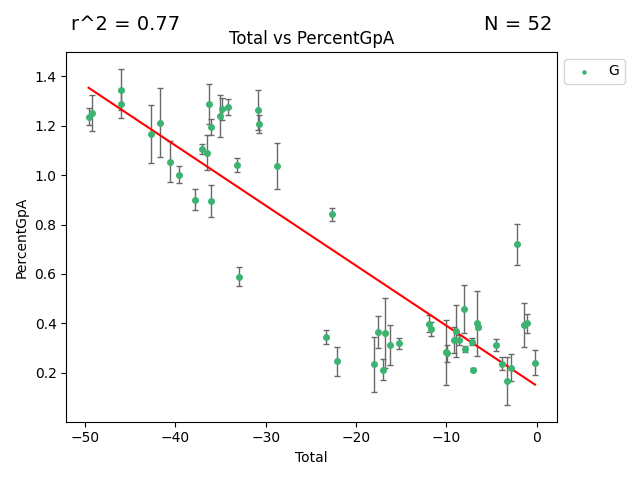 r^2 = 0.77
N = 52
Total vs PercentGpA
G
PercentGpA
1.4
1.2
1.0
0.8
0.6
0.4
0.2
−50
−40
−30
−20
−10
0
Total